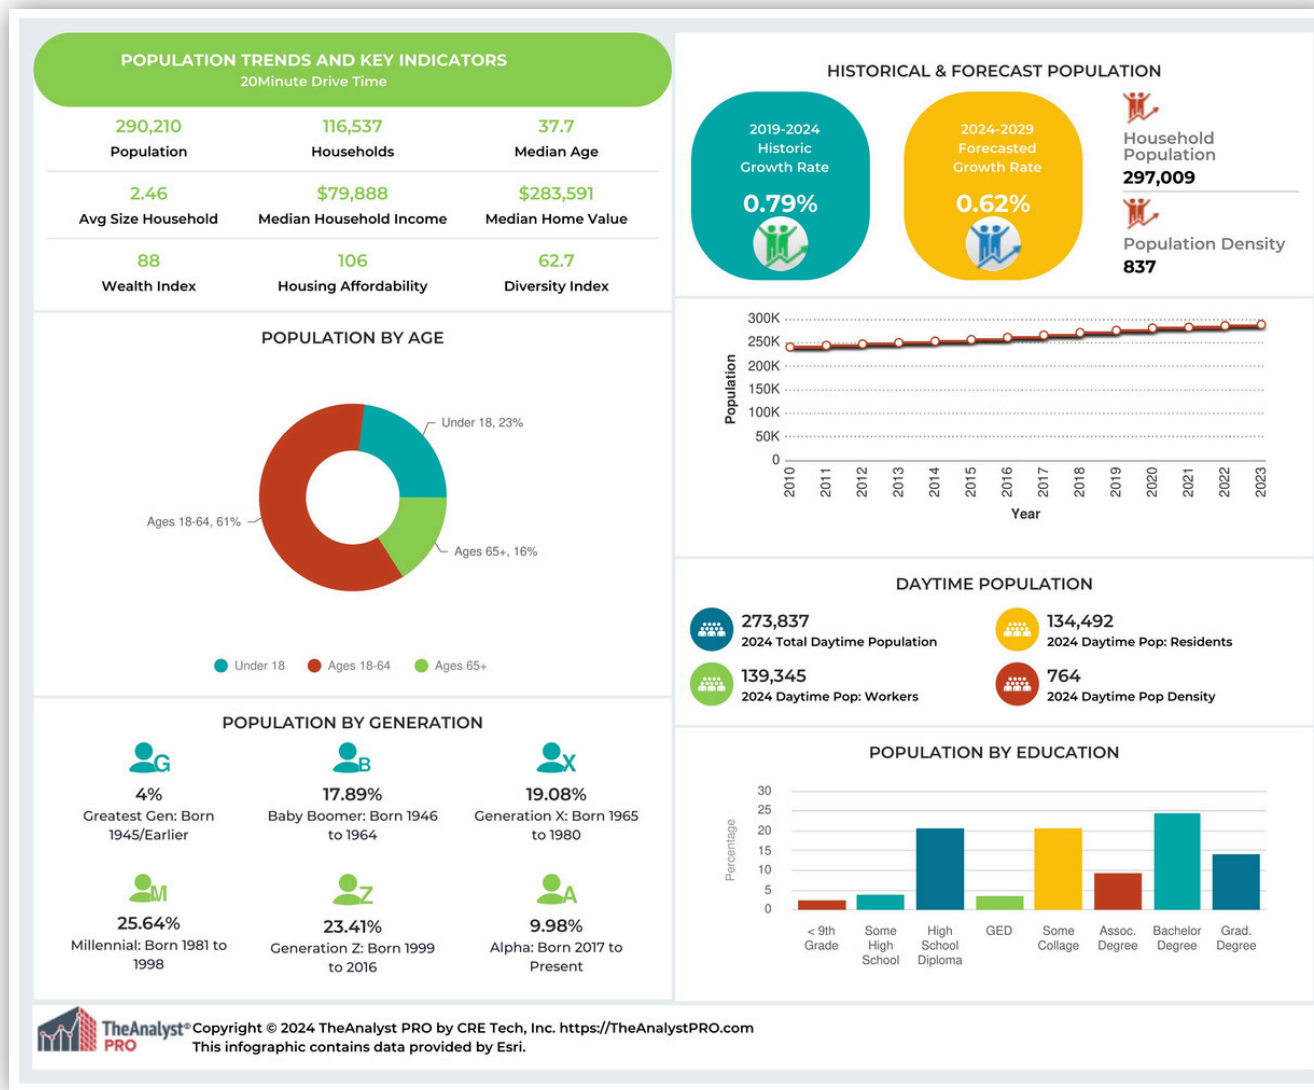 POPULATION TRENDS AND KEY INDICATORS
20Minute Drive Time
290,210
Population
116,537
Households
37.7
Median Age
2.46
Avg Size Household
$79,888
Median Household Income
$283,591
Median Home Value
88
Wealth Index
106
Housing Affordability
62.7
Diversity Index
POPULATION BY AGE
Under 18, 23%
Ages 18-64, 61%
Ages 65+, 16%
Under 18
Ages 18-64
Ages 65+
POPULATION BY GENERATION
G
4%
Greatest Gen: Born
1945/Earlier
B
17.89%
Baby Boomer: Born 1946
to 1964
X
19.08%
Generation X: Born 1965
to 1980
M
25.64%
Millennial: Born 1981 to
1998
Z
23.41%
Generation Z: Born 1999
to 2016
A
9.98%
Alpha: Born 2017 to
Present
HISTORICAL & FORECAST POPULATION
2019-2024
Historic
Growth Rate
0.79%
2024-2029
Forecasted
Growth Rate
0.62%
Household
Population
297,009
Population Density
837
300K
250K
200K
150K
100K
50K
0
Population
2010
2011
2012
2013
2014
2015
2016
2017
2018
2019
2020
2021
2022
2023
Year
DAYTIME POPULATION
273,837
2024 Total Daytime Population
134,492
2024 Daytime Pop: Residents
139,345
2024 Daytime Pop: Workers
764
2024 Daytime Pop Density
POPULATION BY EDUCATION
30
25
20
15
10
5
0
Percentage
< 9th
Grade
Some
High
School
High
School
Diploma
GED
Some
Collage
Assoc.
Degree
Bachelor
Degree
Grad.
Degree
TheAnalyst®
PRO
Copyright © 2024 TheAnalyst PRO by CRE Tech, Inc. https://TheAnalystPRO.com
This infographic contains data provided by Esri.